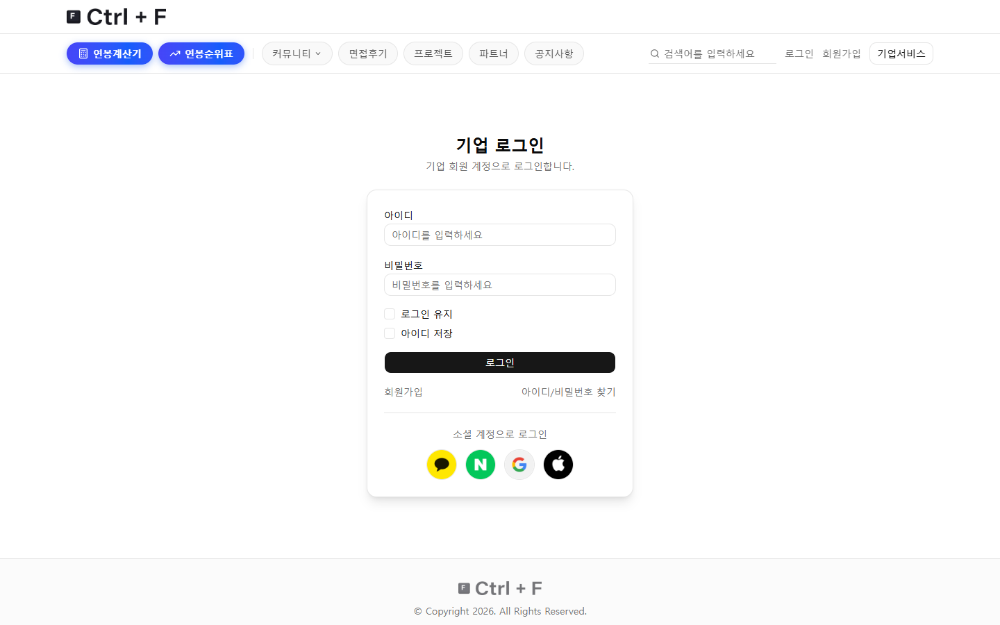 F Ctrl + F
연봉계산기 연봉순위표 커뮤니티 면접후기 프로젝트 파트너 공지사항 검색어를 입력하세요 로그인 회원가입 기업서비스
기업 로그인
기업 회원 계정으로 로그인합니다.
아이디
아이디를 입력하세요
비밀번호
비밀번호를 입력하세요
로그인 유지
아이디 저장
로그인
회원가입 아이디/비밀번호 찾기
소셜 계정으로 로그인
N G
F Ctrl + F
© Copyright 2026. All Rights Reserved.